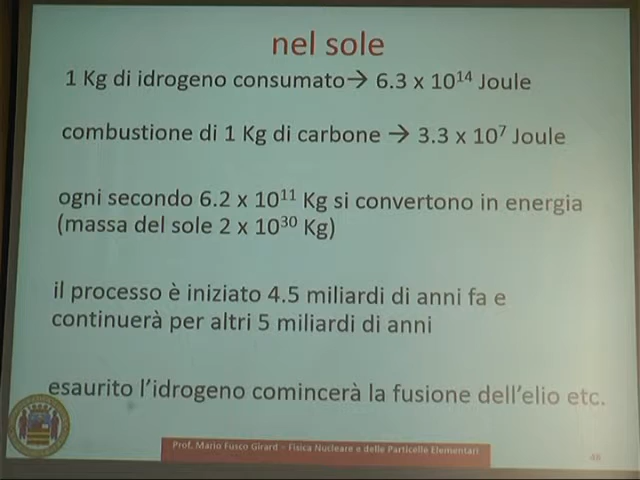 nel sole
1 Kg di idrogeno consumato→ 6.3 x 10¹⁴ Joule
combustione di 1 Kg di carbone → 3.3 x 10⁷ Joule
ogni secondo 6.2 x 10¹¹ Kg si convertono in energia
(massa del sole 2 x 10³⁰ Kg)
il processo è iniziato 4.5 miliardi di anni fa e
continuerà per altri 5 miliardi di anni
esaurito l'idrogeno comincerà la fusione dell'elio etc.
Prof. Mario Fusco Girard – Fisica Nucleare e delle Particelle Elementari
48